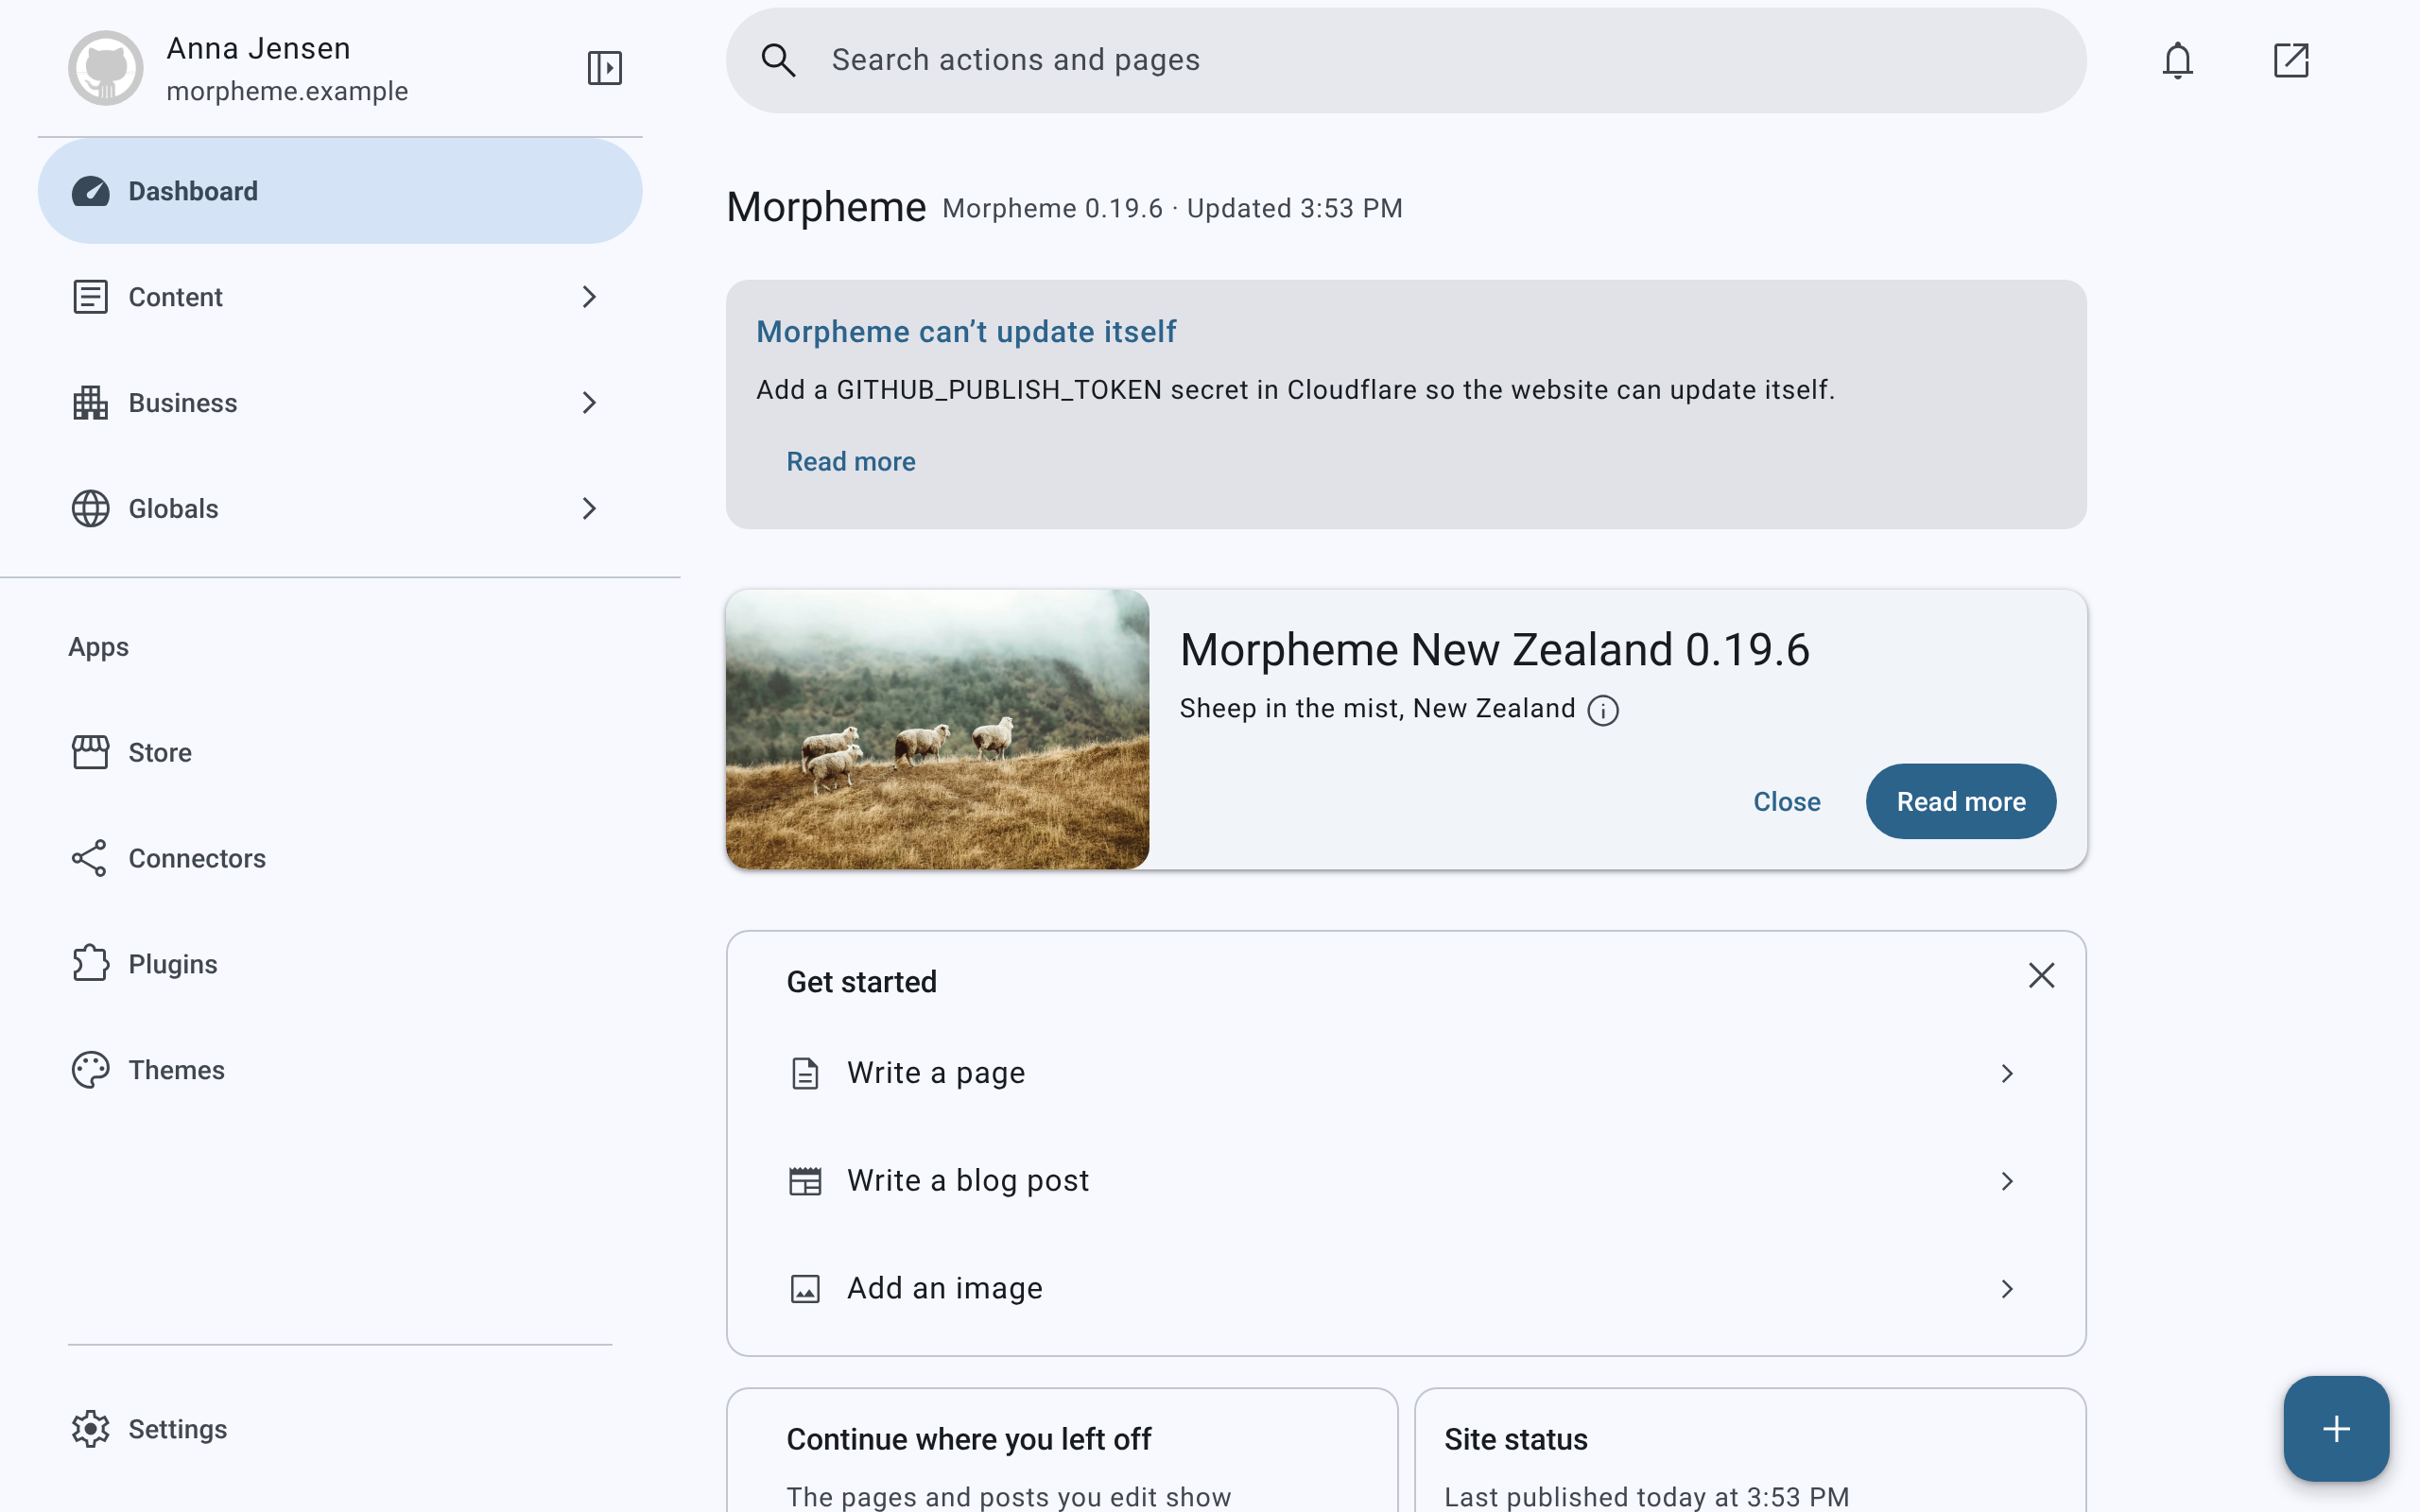 Anna Jensen
morpheme.example
Dashboard
Content
Business
Globals
Apps
Store
Connectors
Plugins
Themes
Settings
Search actions and pages
Morpheme Morpheme 0.19.6 · Updated 3:53 PM
Morpheme can’t update itself
Add a GITHUB_PUBLISH_TOKEN secret in Cloudflare so the website can update itself.
Read more
Morpheme New Zealand 0.19.6
Sheep in the mist, New Zealand
Close Read more
Get started
Write a page
Write a blog post
Add an image
Continue where you left off
The pages and posts you edit show
Site status
Last published today at 3:53 PM